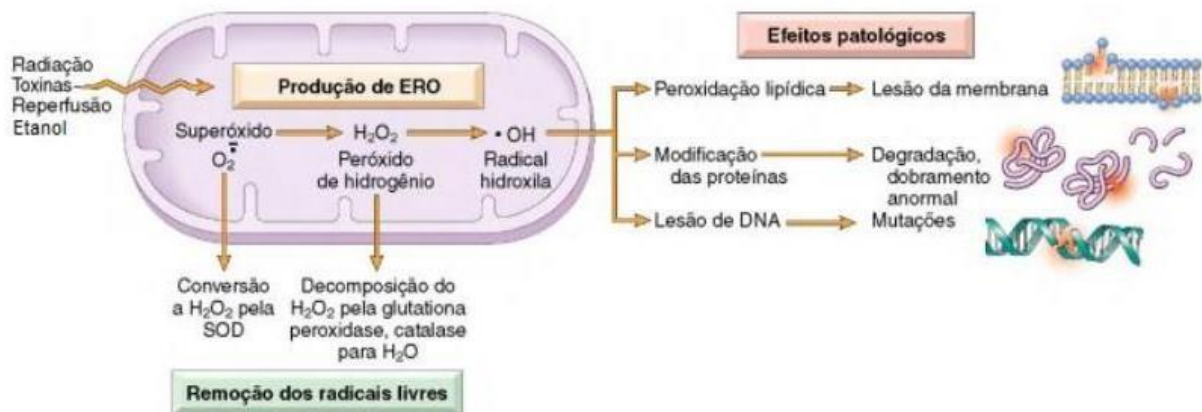 Efeitos patológicos
Radiação
Toxinas
Reperfusão
Etanol
Produção de ERO
Superóxido
O₂•̄
H₂O₂
Peróxido
de hidrogênio
• OH
Radical
hidroxila
Peroxidação lipídica
Lesão da membrana
Modificação
das proteínas
Degradação,
dobramento
anormal
Lesão de DNA
Mutações
Conversão
a H₂O₂ pela
SOD
Decomposição do
H₂O₂ pela glutationa
peroxidase, catalase
para H₂O
Remoção dos radicais livres